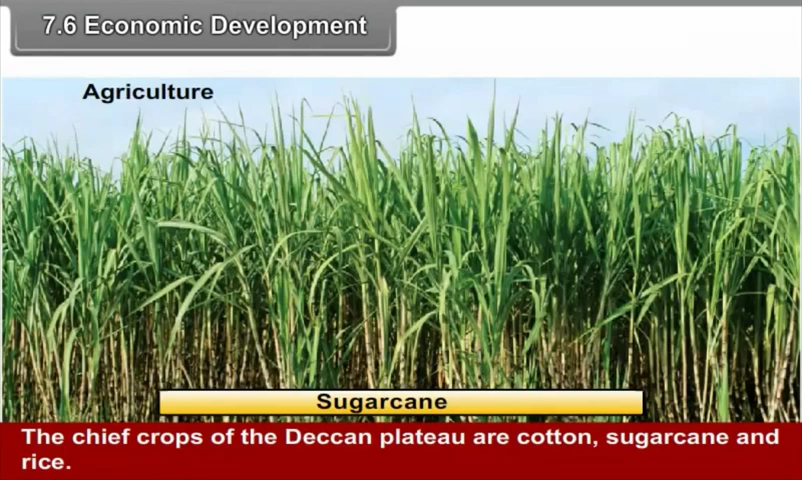 7.6 Economic Development
Agriculture
Sugarcane
The chief crops of the Deccan plateau are cotton, sugarcane and
rice.